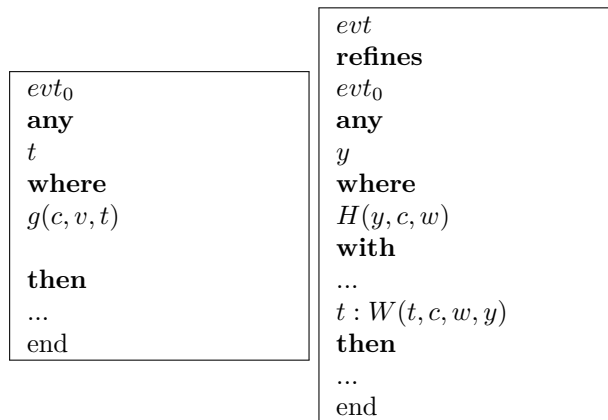 evt₀
any
t
where
g(c, v, t)
then
...
end
evt
refines
evt₀
any
y
where
H(y, c, w)
with
...
t : W(t, c, w, y)
then
...
end